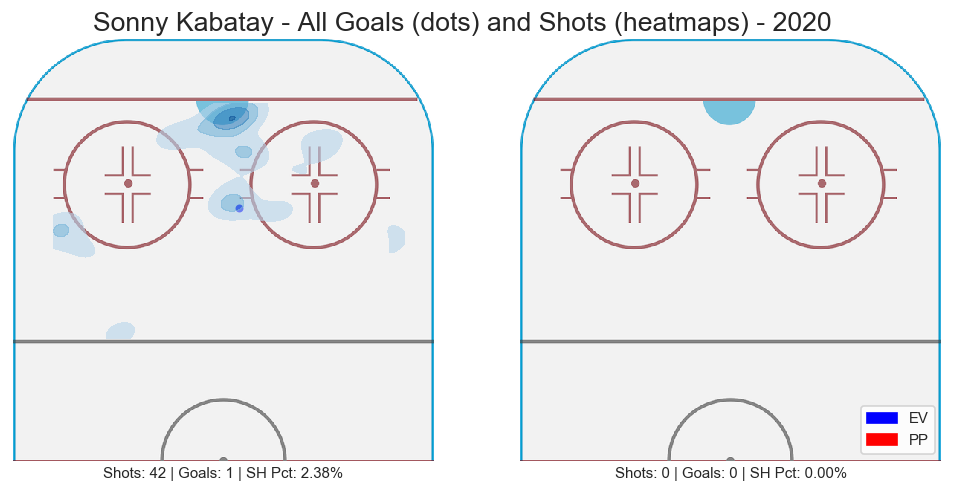 Sonny Kabatay - All Goals (dots) and Shots (heatmaps) - 2020
EV
PP
Shots: 42 | Goals: 1 | SH Pct: 2.38%
Shots: 0 | Goals: 0 | SH Pct: 0.00%